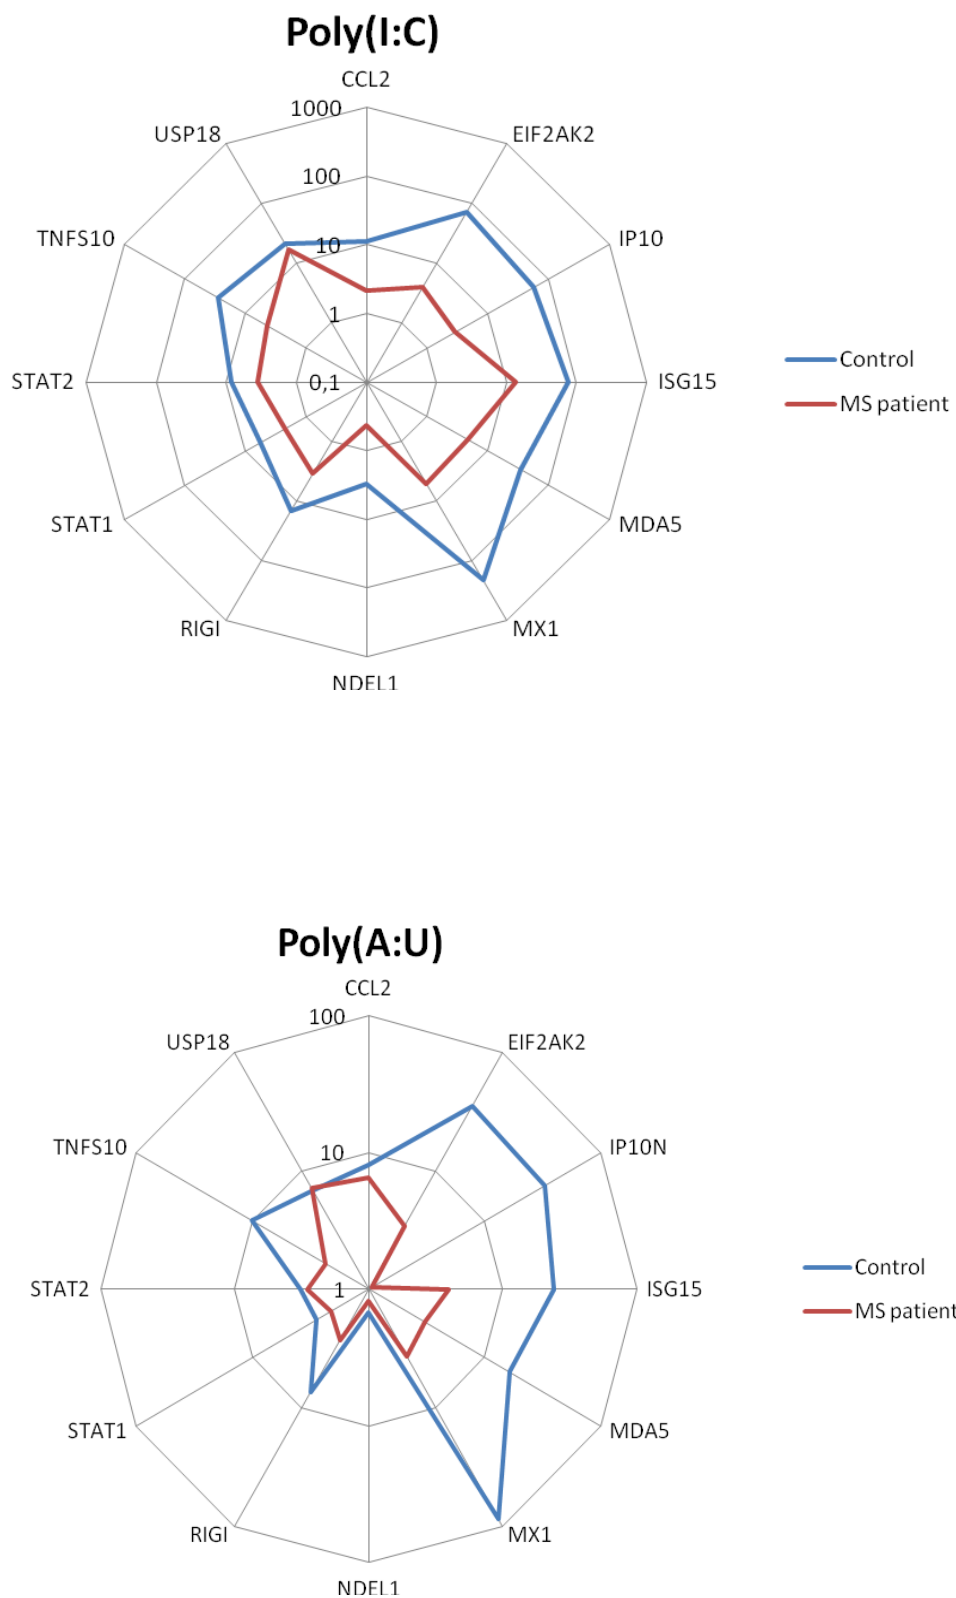 Poly(I:C)
CCL2
1000
USP18
EIF2AK2
100
TNFS10
IP10
10
1
STAT2
0,1
ISG15
Control
MS patient
STAT1
MDA5
RIGI
MX1
NDEL1
Poly(A:U)
CCL2
100
USP18
EIF2AK2
TNFS10
10
IP10N
STAT2
1
ISG15
Control
MS patient
STAT1
MDA5
RIGI
MX1
NDEL1